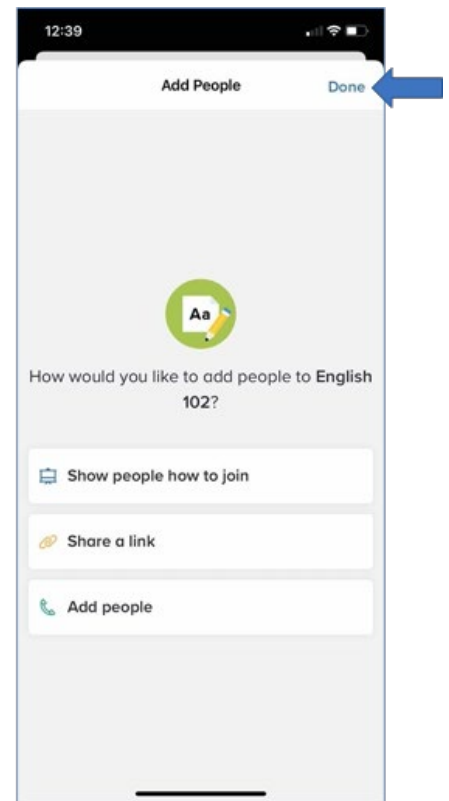 12:39
Add People
Done
Aa
How would you like to add people to English
102?
Show people how to join
Share a link
Add people